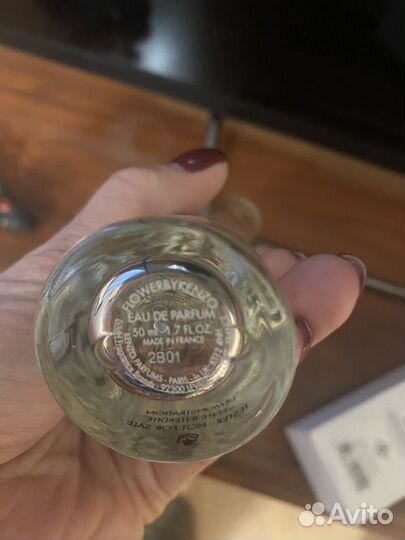 FLOWERBYKENZO
EAU DE PARFUM
50 ml 1.7 FL.OZ.
MADE IN FRANCE
2B01
KENZO PARFUMS - PARIS
92300
DEMONSTRATION
TESTER - NOT FOR SALE
Avito